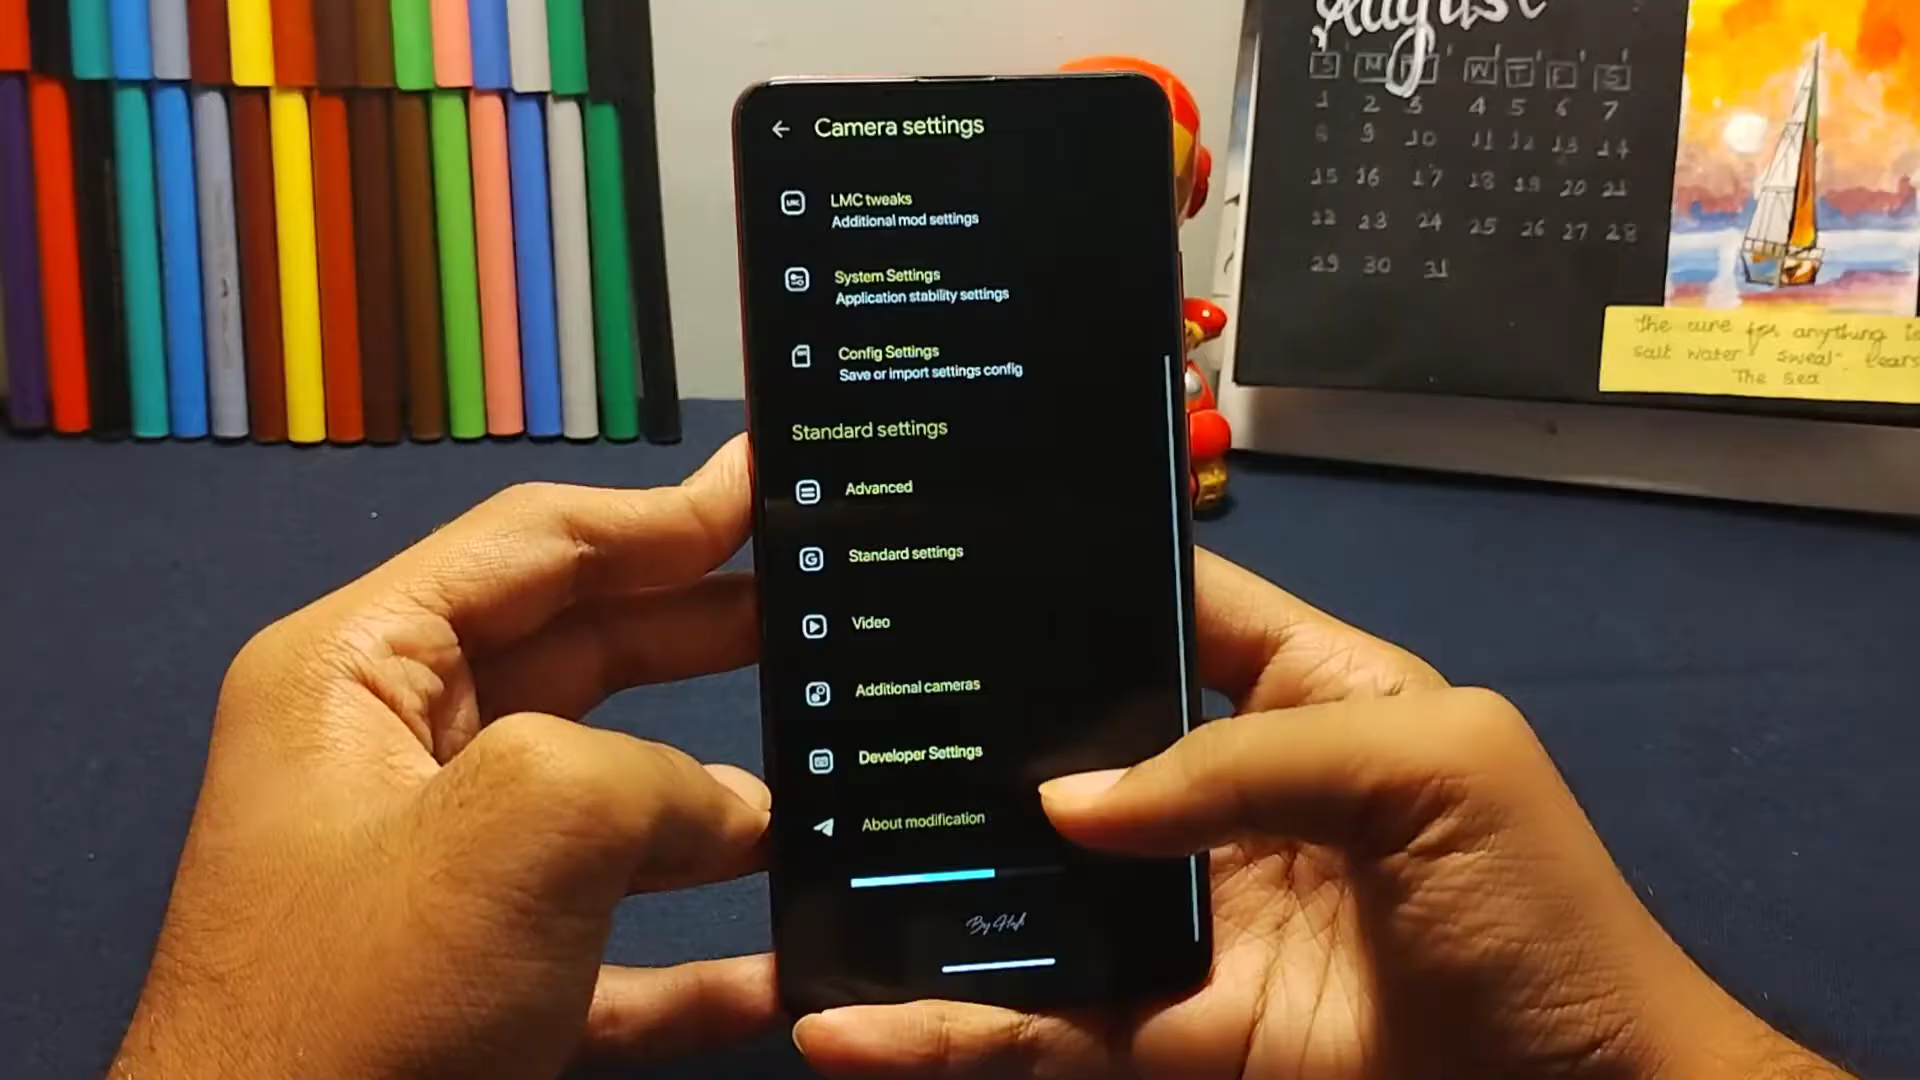 Camera settings
LMC tweaks
Additional mod settings
System Settings
Application stability settings
Config Settings
Save or import settings config
Standard settings
Advanced
Standard settings
Video
Additional cameras
Developer Settings
About modification
By
August
S M T W T F S
1 2 3 4 5 6 7
8 9 10 11 12 13 14
15 16 17 18 19 20 21
22 23 24 25 26 27 28
29 30 31
The cure for anything is
salt water sweat tears
The sea